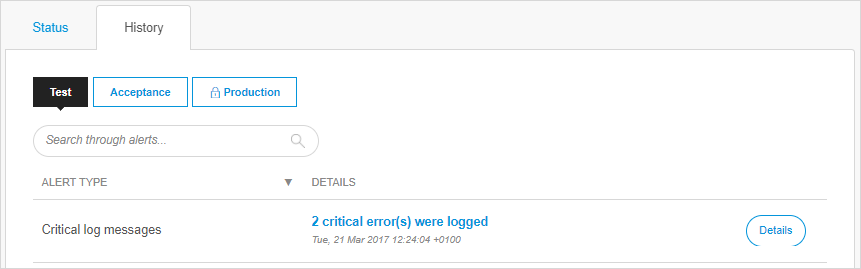 Status History
Test Acceptance Production
Search through alerts...
ALERT TYPE DETAILS
Critical log messages 2 critical error(s) were logged Details
Tue, 21 Mar 2017 12:24:04 +0100